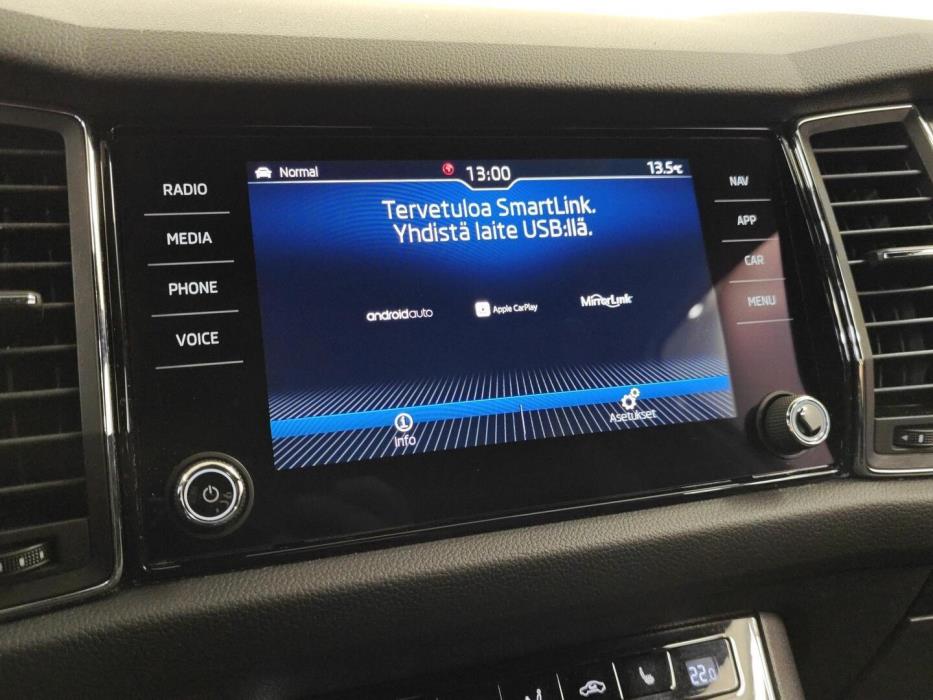 Normal 13:00 13.5°C
RADIO
MEDIA
PHONE
VOICE
Tervetuloa SmartLink.
Yhdistä laite USB:llä.
androidauto Apple CarPlay MirrorLink
Info Asetukset
NAV
APP
CAR
MENU
22.0